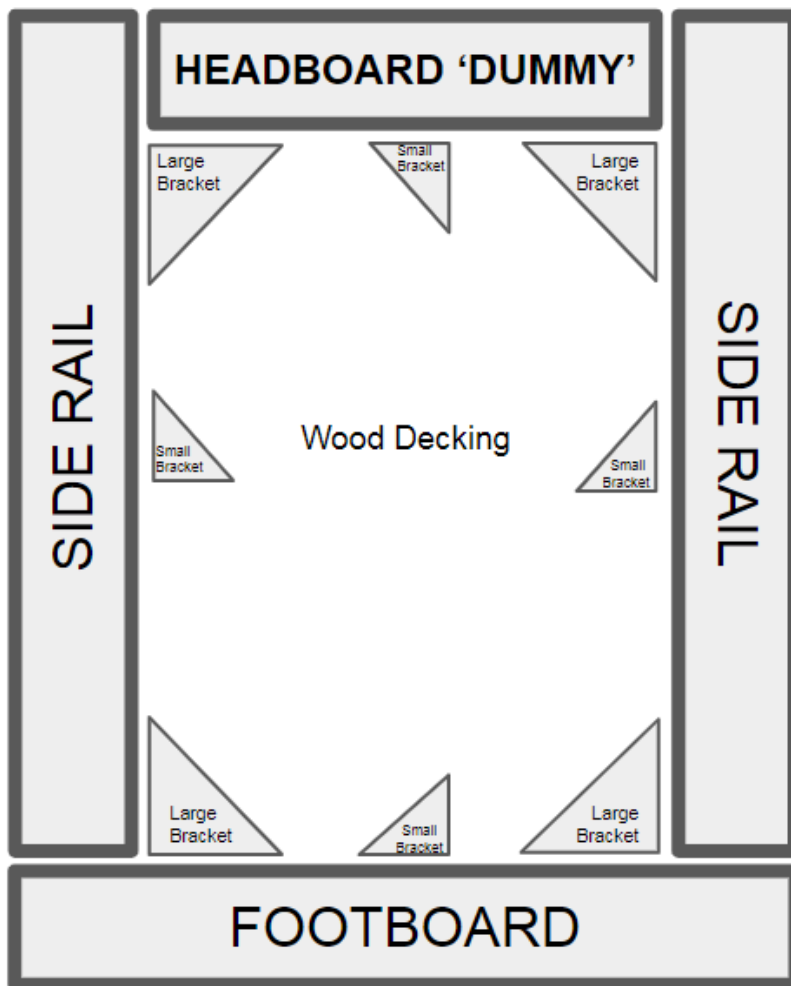 HEADBOARD ‘DUMMY’
Large
Bracket
Small
Bracket
Large
Bracket
SIDE RAIL
SIDE RAIL
Wood Decking
Small
Bracket
Small
Bracket
Large
Bracket
Small
Bracket
Large
Bracket
FOOTBOARD